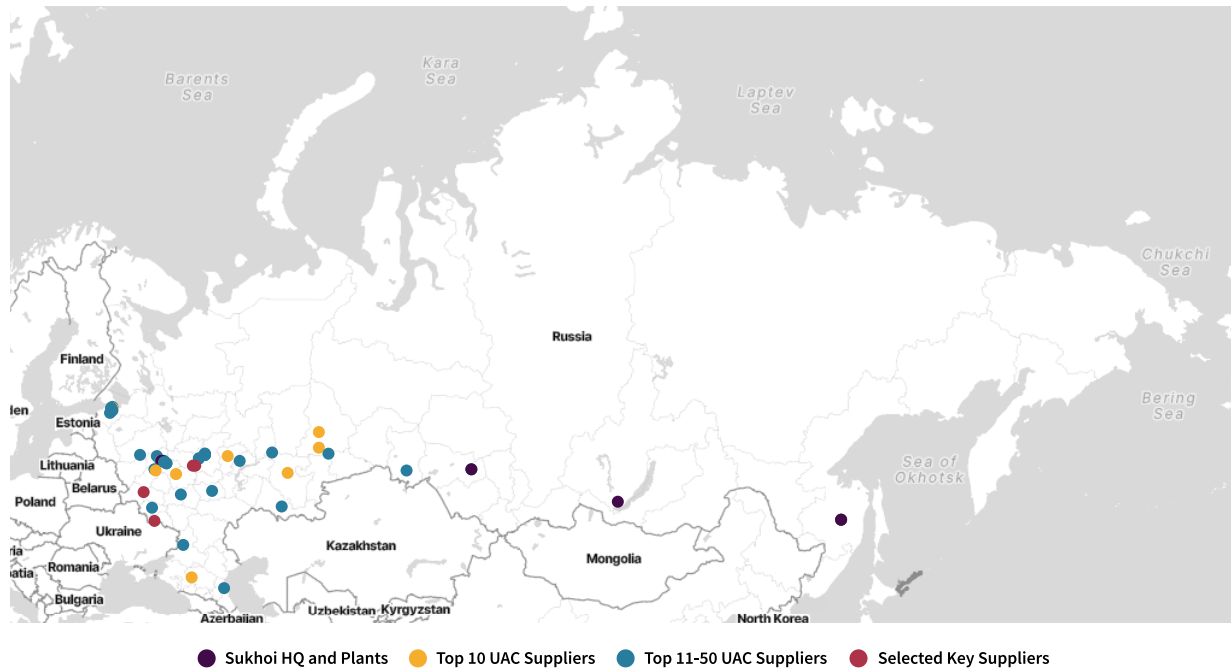 Kara
Sea
Barents
Sea
Laptev
Sea
Chukchi
Sea
Russia
Finland
Bering
Sea
den
Estonia
Sea of
Okhotsk
Lithuania
Belarus
Poland
Ukraine
Kazakhstan
ria
Mongolia
Romania
atia
Bulgaria
Uzbekistan
Kyrgyzstan
Azerbaijan
North Korea
Sukhoi HQ and Plants
Top 10 UAC Suppliers
Top 11-50 UAC Suppliers
Selected Key Suppliers